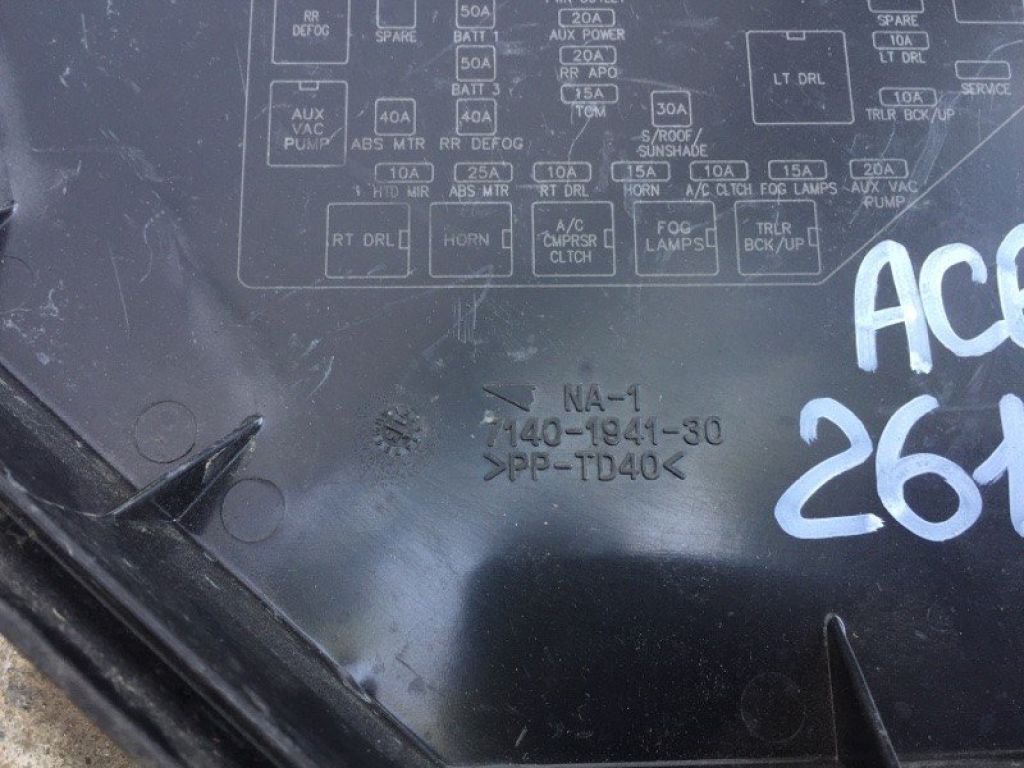 RR
DEFOG
SPARE
50A
BATT 1
20A
AUX POWER
SPARE
10A
LT DRL
50A
BATT 3
20A
RR APO
15A
TCM
LT DRL
SERVICE
AUX
VAC
PUMP
40A
ABS MTR
40A
RR DEFOG
30A
S/ROOF/
SUNSHADE
10A
TRLR BCK/UP
10A
HTD MIR
25A
ABS MTR
10A
RT DRL
15A
HORN
10A
A/C CLTCH
15A
FOG LAMPS
20A
AUX VAC
PUMP
RT DRL
HORN
A/C
CMPRSR
CLTCH
FOG
LAMPS
TRLR
BCK/UP
NA-1
7140-1941-30
>PP-TD40<
AC
261